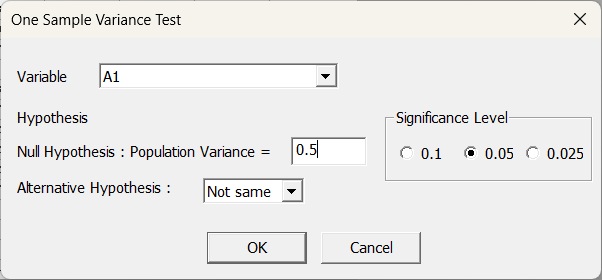 One Sample Variance Test
Variable A1
Hypothesis
Significance Level
Null Hypothesis : Population Variance = 0.5
0.1 0.05 0.025
Alternative Hypothesis : Not same
OK Cancel